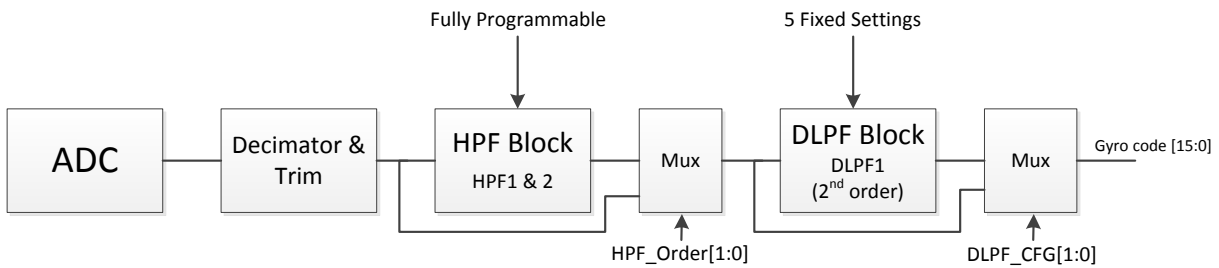 Fully Programmable
5 Fixed Settings
ADC
Decimator &
Trim
HPF Block
HPF1 & 2
Mux
DLPF Block
DLPF1
(2nd order)
Mux
Gyro code [15:0]
HPF_Order[1:0]
DLPF_CFG[1:0]